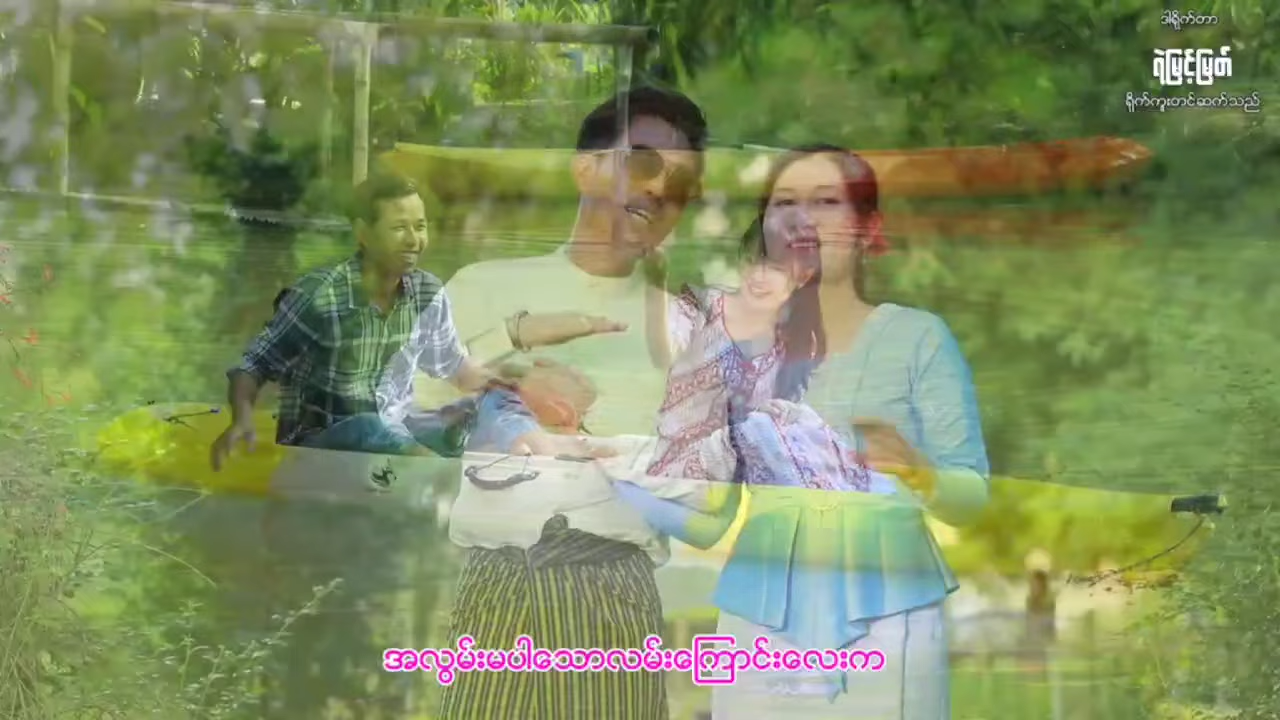 ဒါရိုက်တာ
ရဲမြင့်မြတ်
ရိုက်ကူးတင်ဆက်သည်
အလွမ်းမပါသောလမ်းကြောင်းလေးက